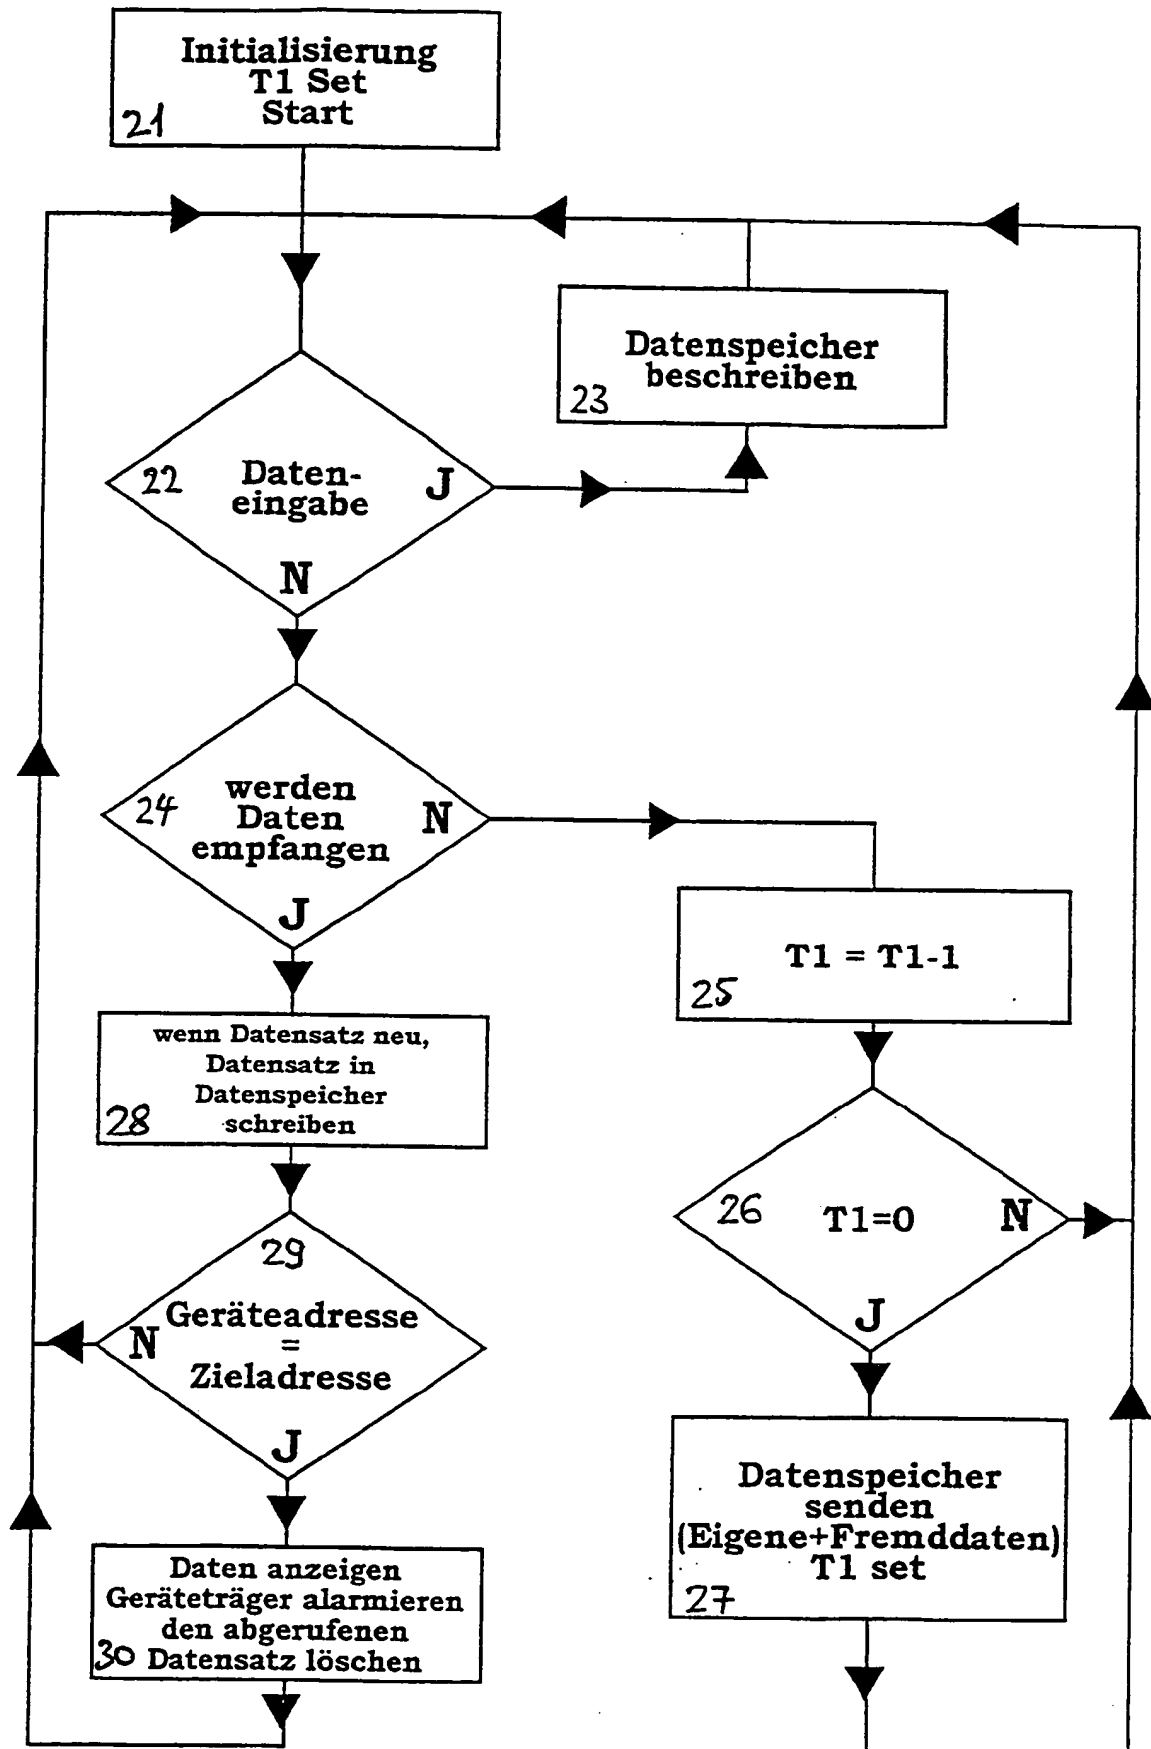 Initialisierung
T1 Set
Start
21
Datenspeicher
beschreiben
23
22
Daten-
eingabe
J
N
24
werden
Daten
empfangen
N
J
T1 = T1-1
25
wenn Datensatz neu,
Datensatz in
Datenspeicher
schreiben
28
26
T1=0
N
J
29
Geräteadresse
=
Zieladresse
N
J
Datenspeicher
senden
(Eigene+Fremddaten)
T1 set
27
Daten anzeigen
Geräteträger alarmieren
den abgerufenen
30 Datensatz löschen